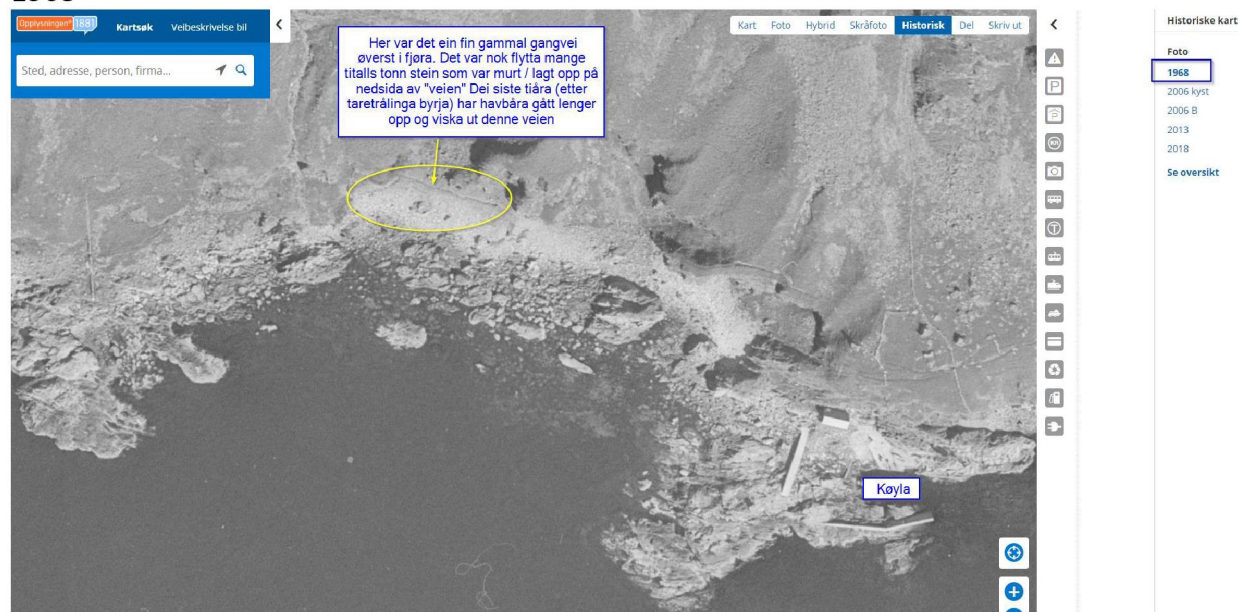 Opplysningen® 1881
Kartsøk
Veibeskrivelse bil
Sted, adresse, person, firma...
Her var det ein fin gammal gangvei
øverst i fjøra. Det var nok flytta mange
titalls tonn stein som var murt / lagt opp på
nedsida av "veien" Dei siste tiåra (etter
taretrålinga byrja) har havbåra gått lenger
opp og viska ut denne veien
Kart Foto Hybrid Skråfoto Historisk Del Skriv ut
Historiske kart
Foto
1968
2006 kyst
2006 B
2013
2018
Se oversikt
Køyla